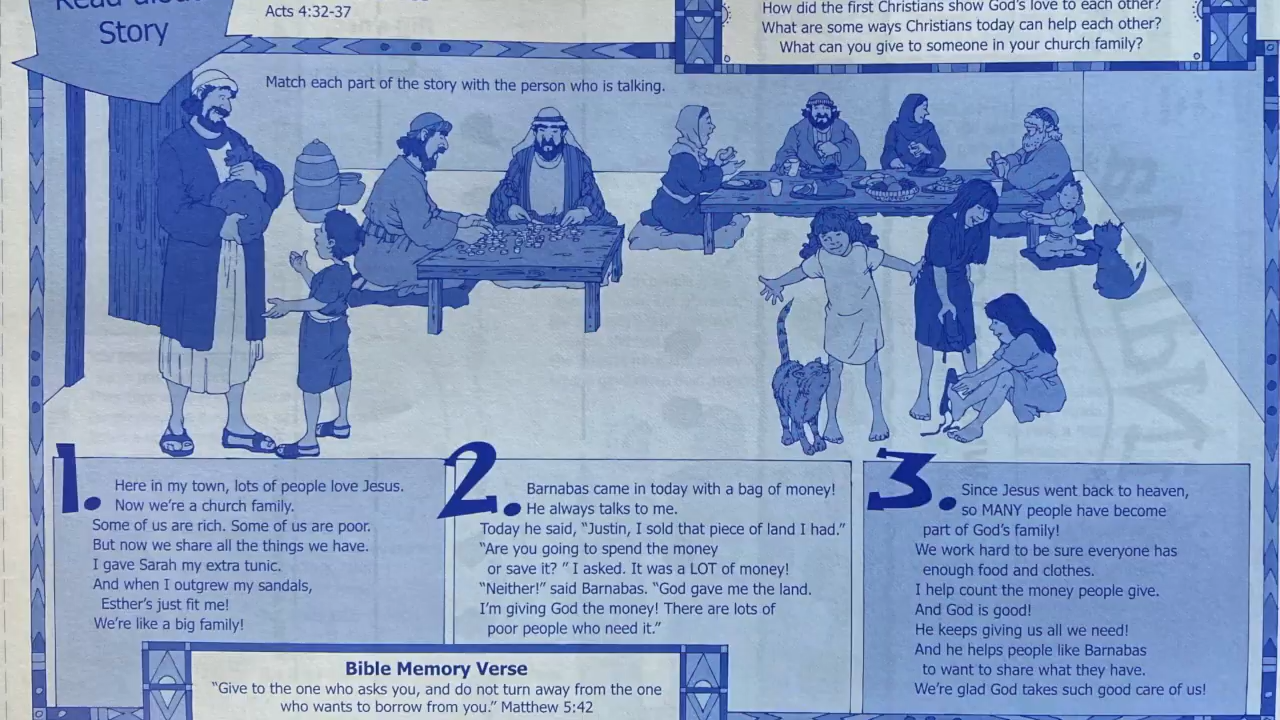 Story
Acts 4:32-37
How did the first Christians show God's love to each other?
What are some ways Christians today can help each other?
What can you give to someone in your church family?
Match each part of the story with the person who is talking.
1.
Here in my town, lots of people love Jesus.
Now we're a church family.
Some of us are rich. Some of us are poor.
But now we share all the things we have.
I gave Sarah my extra tunic.
And when I outgrew my sandals,
Esther's just fit me!
We're like a big family!
2.
Barnabas came in today with a bag of money!
He always talks to me.
Today he said, "Justin, I sold that piece of land I had."
"Are you going to spend the money
or save it? " I asked. It was a LOT of money!
"Neither!" said Barnabas. "God gave me the land.
I'm giving God the money! There are lots of
poor people who need it."
3.
Since Jesus went back to heaven,
so MANY people have become
part of God's family!
We work hard to be sure everyone has
enough food and clothes.
I help count the money people give.
And God is good!
He keeps giving us all we need!
And he helps people like Barnabas
to want to share what they have.
We're glad God takes such good care of us!
Bible Memory Verse
"Give to the one who asks you, and do not turn away from the one
who wants to borrow from you." Matthew 5:42